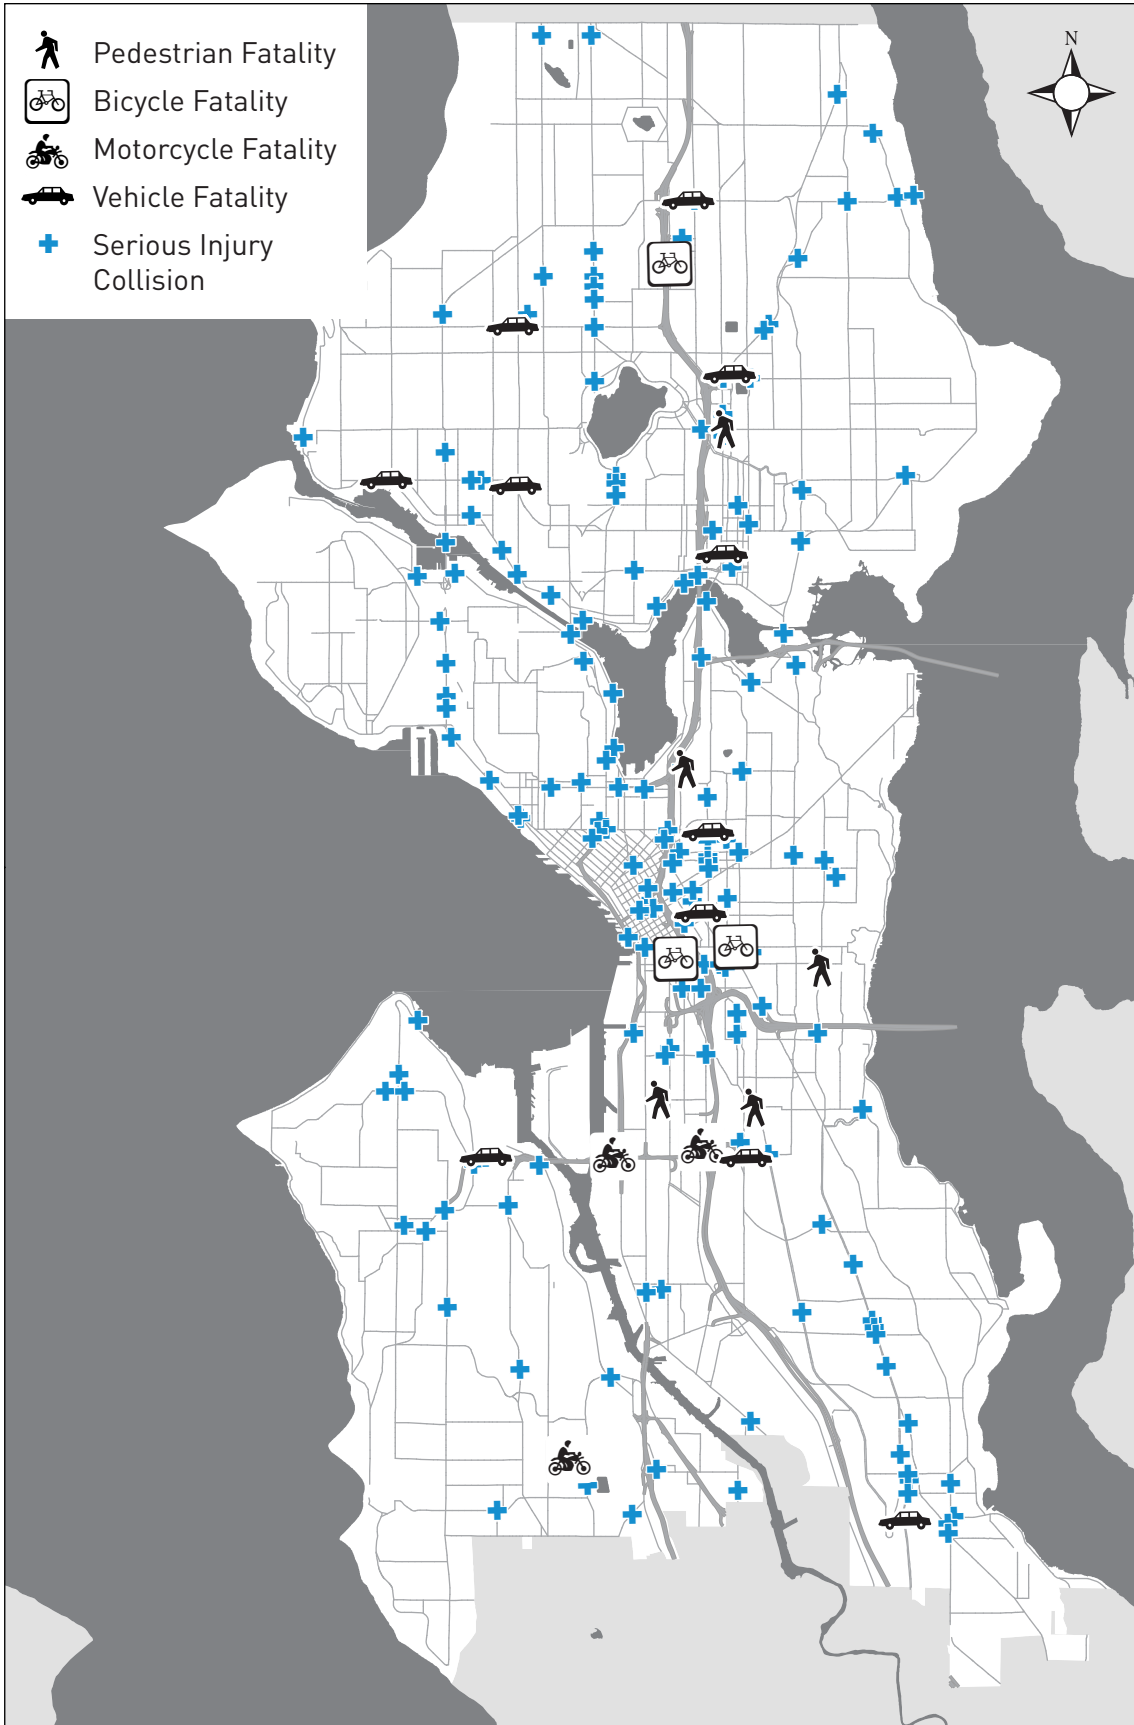 Pedestrian Fatality
Bicycle Fatality
Motorcycle Fatality
Vehicle Fatality
Serious Injury
Collision
N